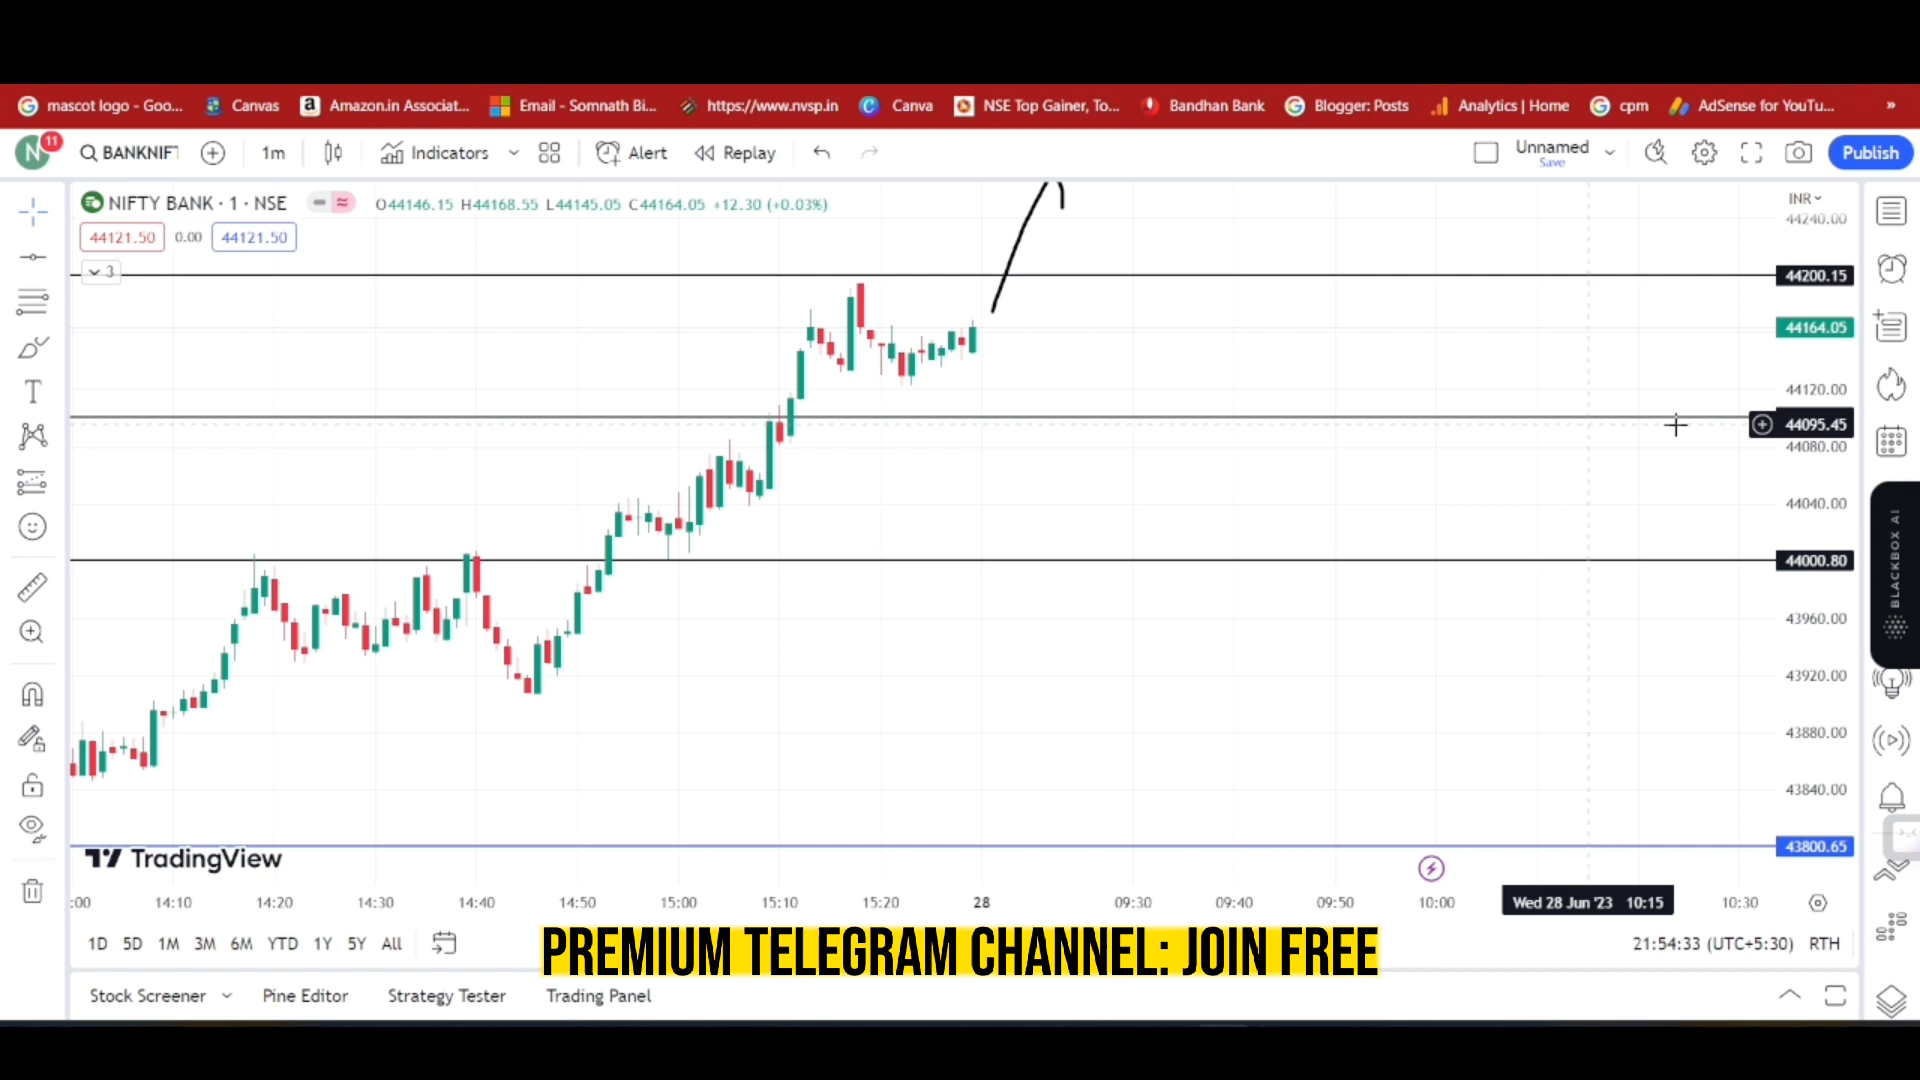 mascot logo - Goo... Canvas Amazon.in Associat... Email - Somnath Bi... https://www.nvsp.in Canva NSE Top Gainer, To... Bandhan Bank Blogger: Posts Analytics | Home cpm AdSense for YouTu... »
N 11 BANKNIFT 1m Indicators Alert Replay Unnamed Save Publish
NIFTY BANK · 1 · NSE O44146.15 H44168.55 L44145.05 C44164.05 +12.30 (+0.03%)
44121.50 0.00 44121.50
3
INR
44240.00
44200.15
44164.05
44120.00
44095.45
44080.00
44040.00
44000.80
43960.00
43920.00
43880.00
43840.00
43800.65
BLACKBOX AI
TradingView
:00 14:10 14:20 14:30 14:40 14:50 15:00 15:10 15:20 28 09:30 09:40 09:50 10:00 Wed 28 Jun '23 10:15 10:30
1D 5D 1M 3M 6M YTD 1Y 5Y All 21:54:33 (UTC+5:30) RTH
PREMIUM TELEGRAM CHANNEL: JOIN FREE
Stock Screener Pine Editor Strategy Tester Trading Panel